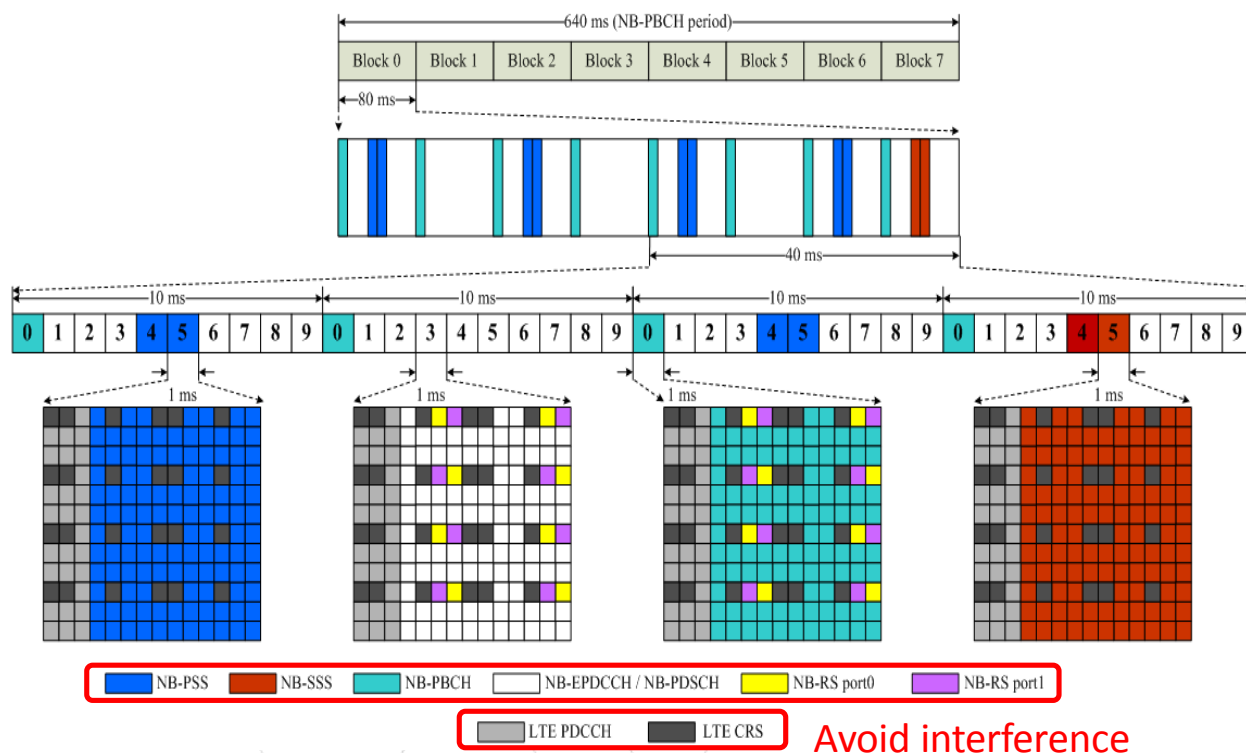 640 ms (NB-PBCH period)
Block 0 Block 1 Block 2 Block 3 Block 4 Block 5 Block 6 Block 7
80 ms
40 ms
10 ms 10 ms 10 ms 10 ms
0 1 2 3 4 5 6 7 8 9 0 1 2 3 4 5 6 7 8 9 0 1 2 3 4 5 6 7 8 9 0 1 2 3 4 5 6 7 8 9
1 ms 1 ms 1 ms 1 ms
NB-PSS NB-SSS NB-PBCH NB-EPDCCH / NB-PDSCH NB-RS port0 NB-RS port1
LTE PDCCH LTE CRS Avoid interference